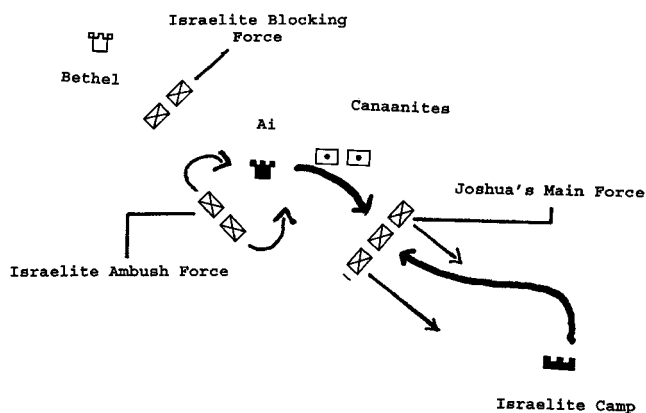 Israelite Blocking
Force
Bethel
Canaanites
Ai
Joshua's Main Force
Israelite Ambush Force
Israelite Camp